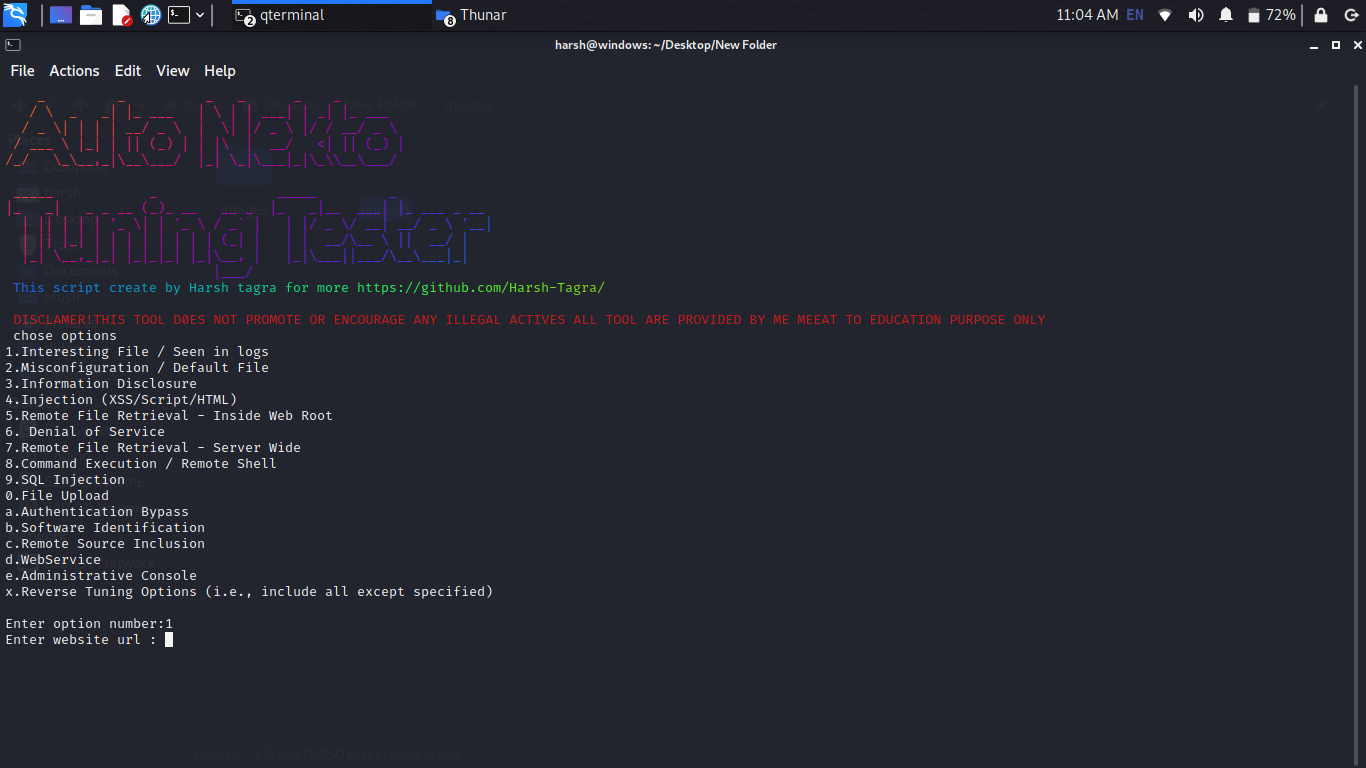 2 qterminal
8 Thunar
11:04 AM EN 72%
harsh@windows: ~/Desktop/New Folder
File Actions Edit View Help
Auto Nekto
Tuning Tester
This script create by Harsh tagra for more https://github.com/Harsh-Tagra/
DISCLAMER!THIS TOOL D0ES NOT PROMOTE OR ENCOURAGE ANY ILLEGAL ACTIVES ALL TOOL ARE PROVIDED BY ME MEEAT TO EDUCATION PURPOSE ONLY
chose options
1.Interesting File / Seen in logs
2.Misconfiguration / Default File
3.Information Disclosure
4.Injection (XSS/Script/HTML)
5.Remote File Retrieval - Inside Web Root
6. Denial of Service
7.Remote File Retrieval - Server Wide
8.Command Execution / Remote Shell
9.SQL Injection
0.File Upload
a.Authentication Bypass
b.Software Identification
c.Remote Source Inclusion
d.WebService
e.Administrative Console
x.Reverse Tuning Options (i.e., include all except specified)
Enter option number:1
Enter website url :